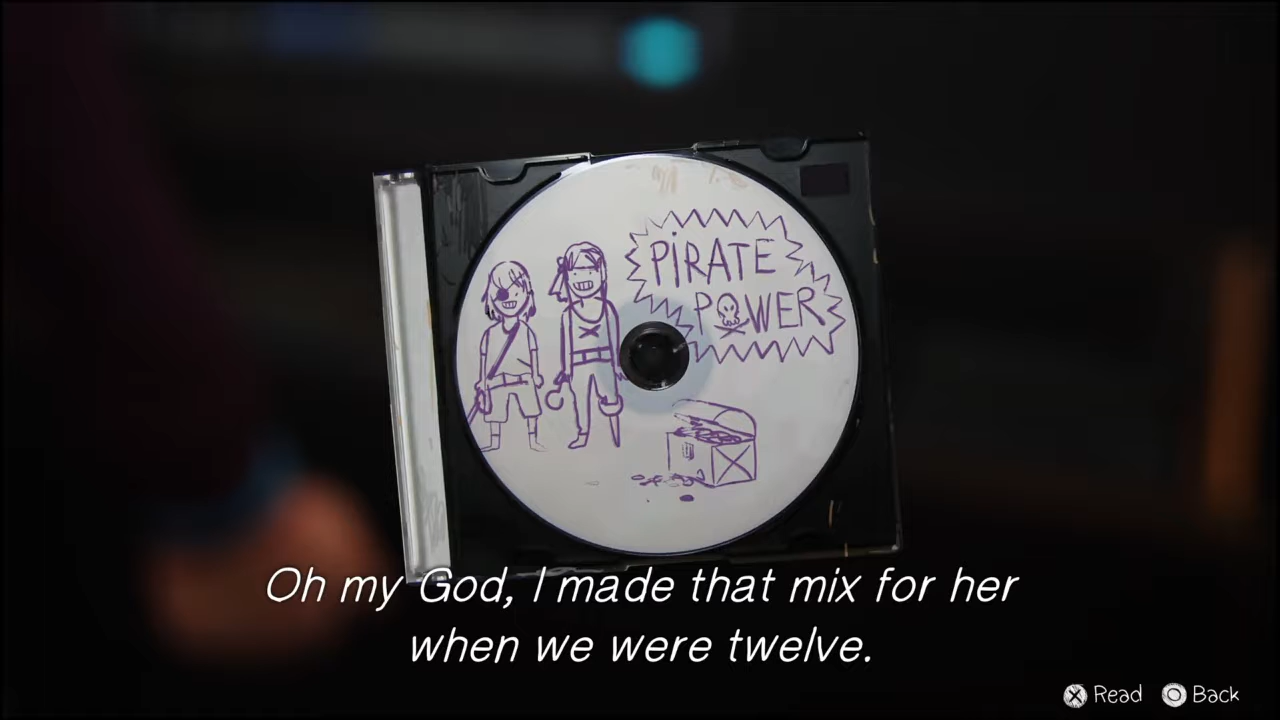 PiRATE
POWER
Oh my God, I made that mix for her
when we were twelve.
Read Back